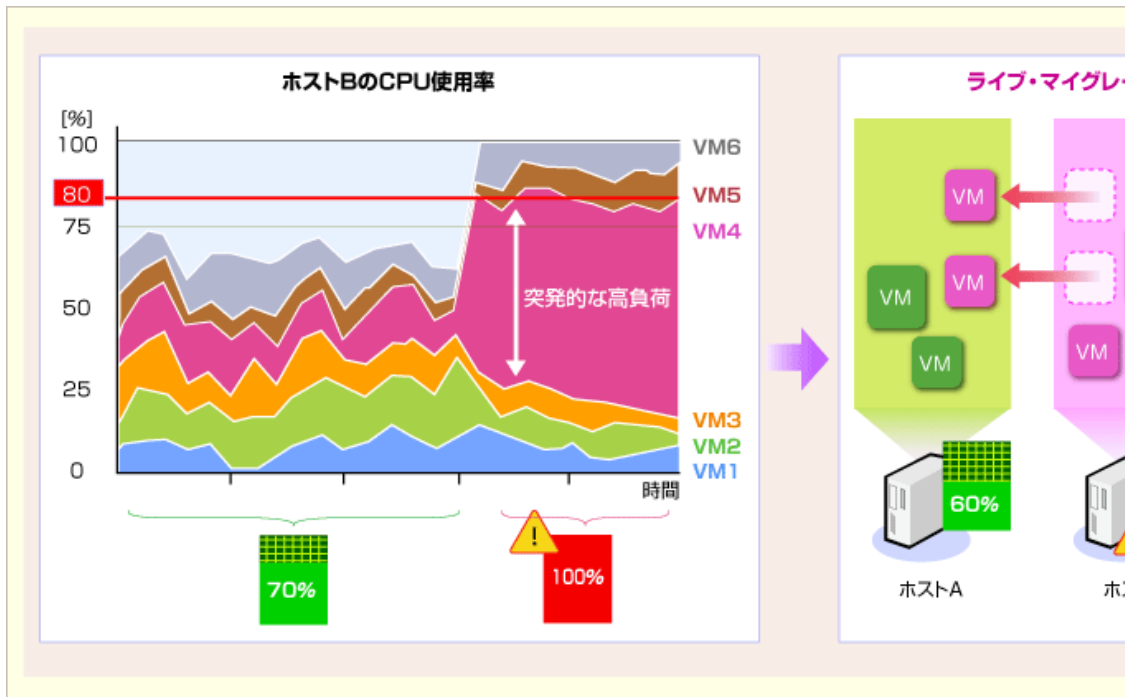 ホストBのCPU使用率
[%]
100
80
75
50
25
0
VM6
VM5
VM4
VM3
VM2
VM1
突発的な高負荷
時間
70%
!
100%
ライブ・マイグレー
VM
VM
VM
VM
VM
60%
ホストA
ホ